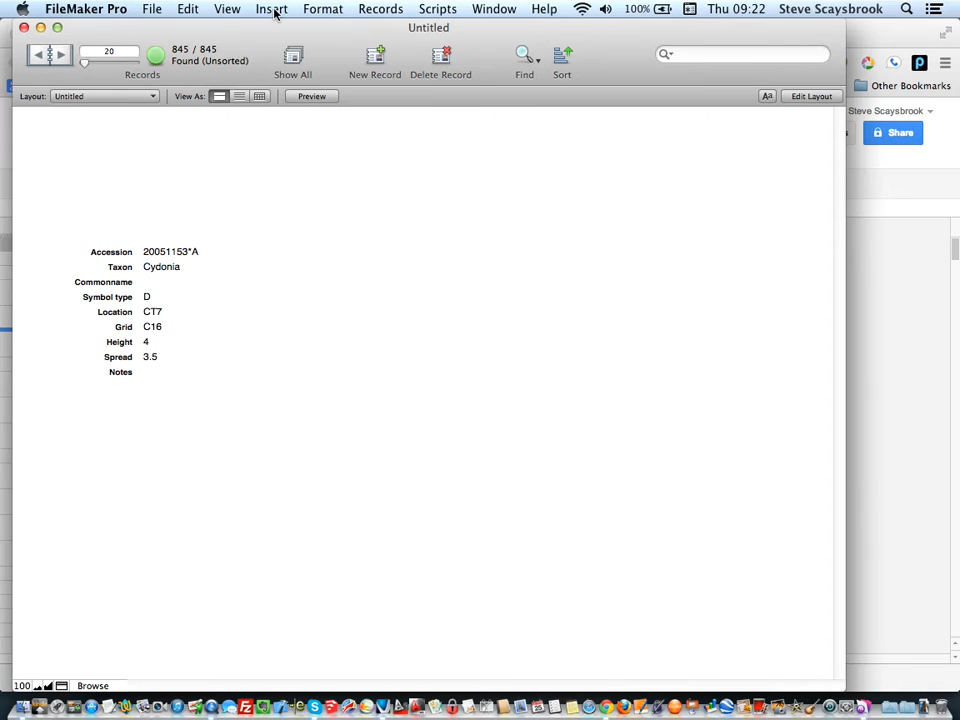 FileMaker Pro File Edit View Insert Format Records Scripts Window Help 100% Thu 09:22 Steve Scaysbrook
Untitled
20 845 / 845
Found (Unsorted)
Records Show All New Record Delete Record Find Sort
Layout: Untitled View As: Preview Aa Edit Layout
Other Bookmarks
Steve Scaysbrook
Share
Accession 20051153*A
Taxon Cydonia
Commonname
Symbol type D
Location CT7
Grid C16
Height 4
Spread 3.5
Notes
100 Browse